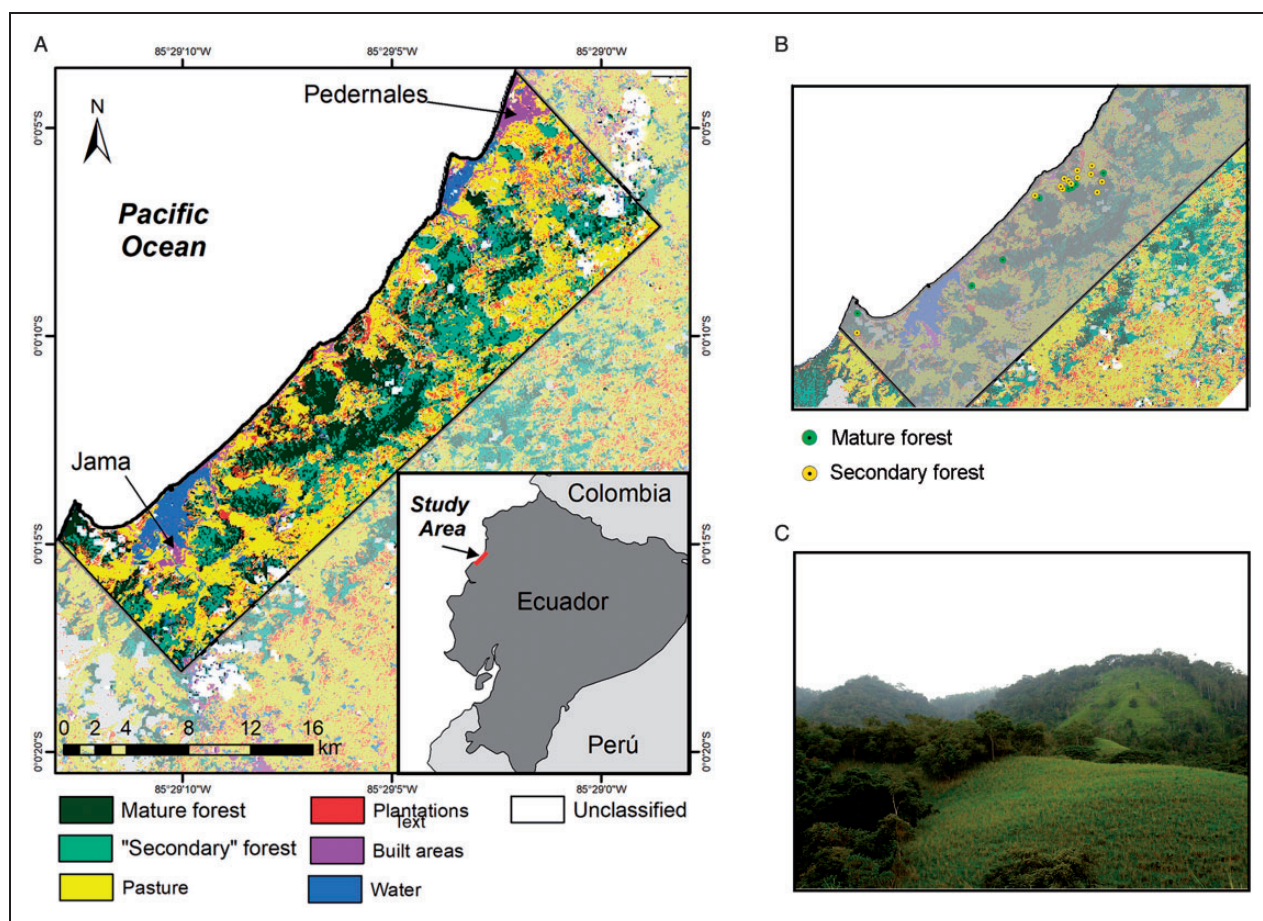 A
85°29'10"W
85°29'5"W
85°29'0"W
N
Pedernales
Pacific
Ocean
Jama
0°0'5"S
0°0'10"S
0°0'15"S
0°0'20"S
0°0'5"S
0°0'10"S
0°0'15"S
0°0'20"S
0 2 4 8 12 16
km
Study
Area
Colombia
Ecuador
Perú
85°29'10"W
85°29'5"W
85°29'0"W
Mature forest
"Secondary" forest
Pasture
Plantations
Text
Built areas
Water
Unclassified
B
Mature forest
Secondary forest
C